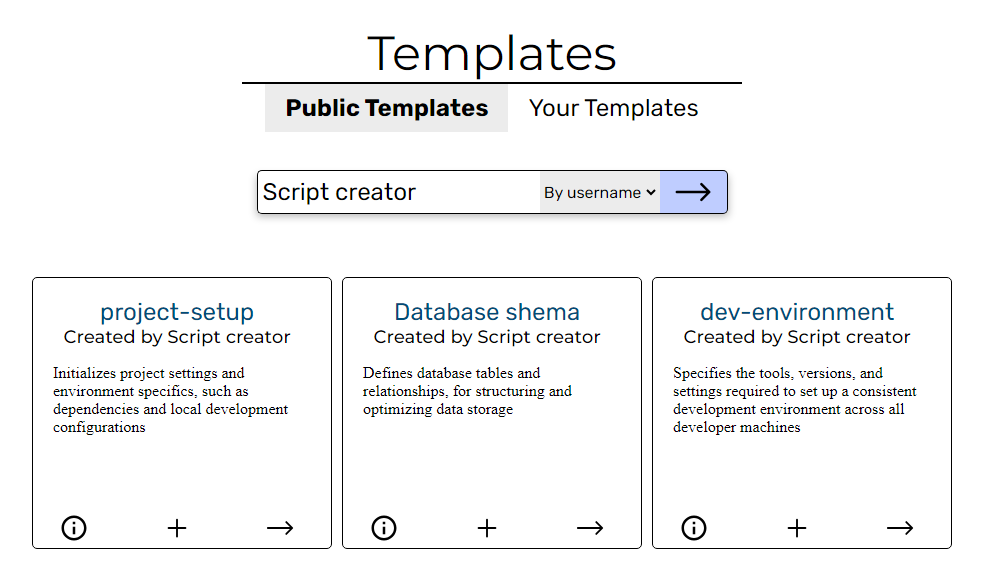 Templates
Public Templates Your Templates
Script creator By username
project-setup
Created by Script creator
Initializes project settings and
environment specifics, such as
dependencies and local development
configurations
Database shema
Created by Script creator
Defines database tables and
relationships, for structuring and
optimizing data storage
dev-environment
Created by Script creator
Specifies the tools, versions, and
settings required to set up a consistent
development environment across all
developer machines